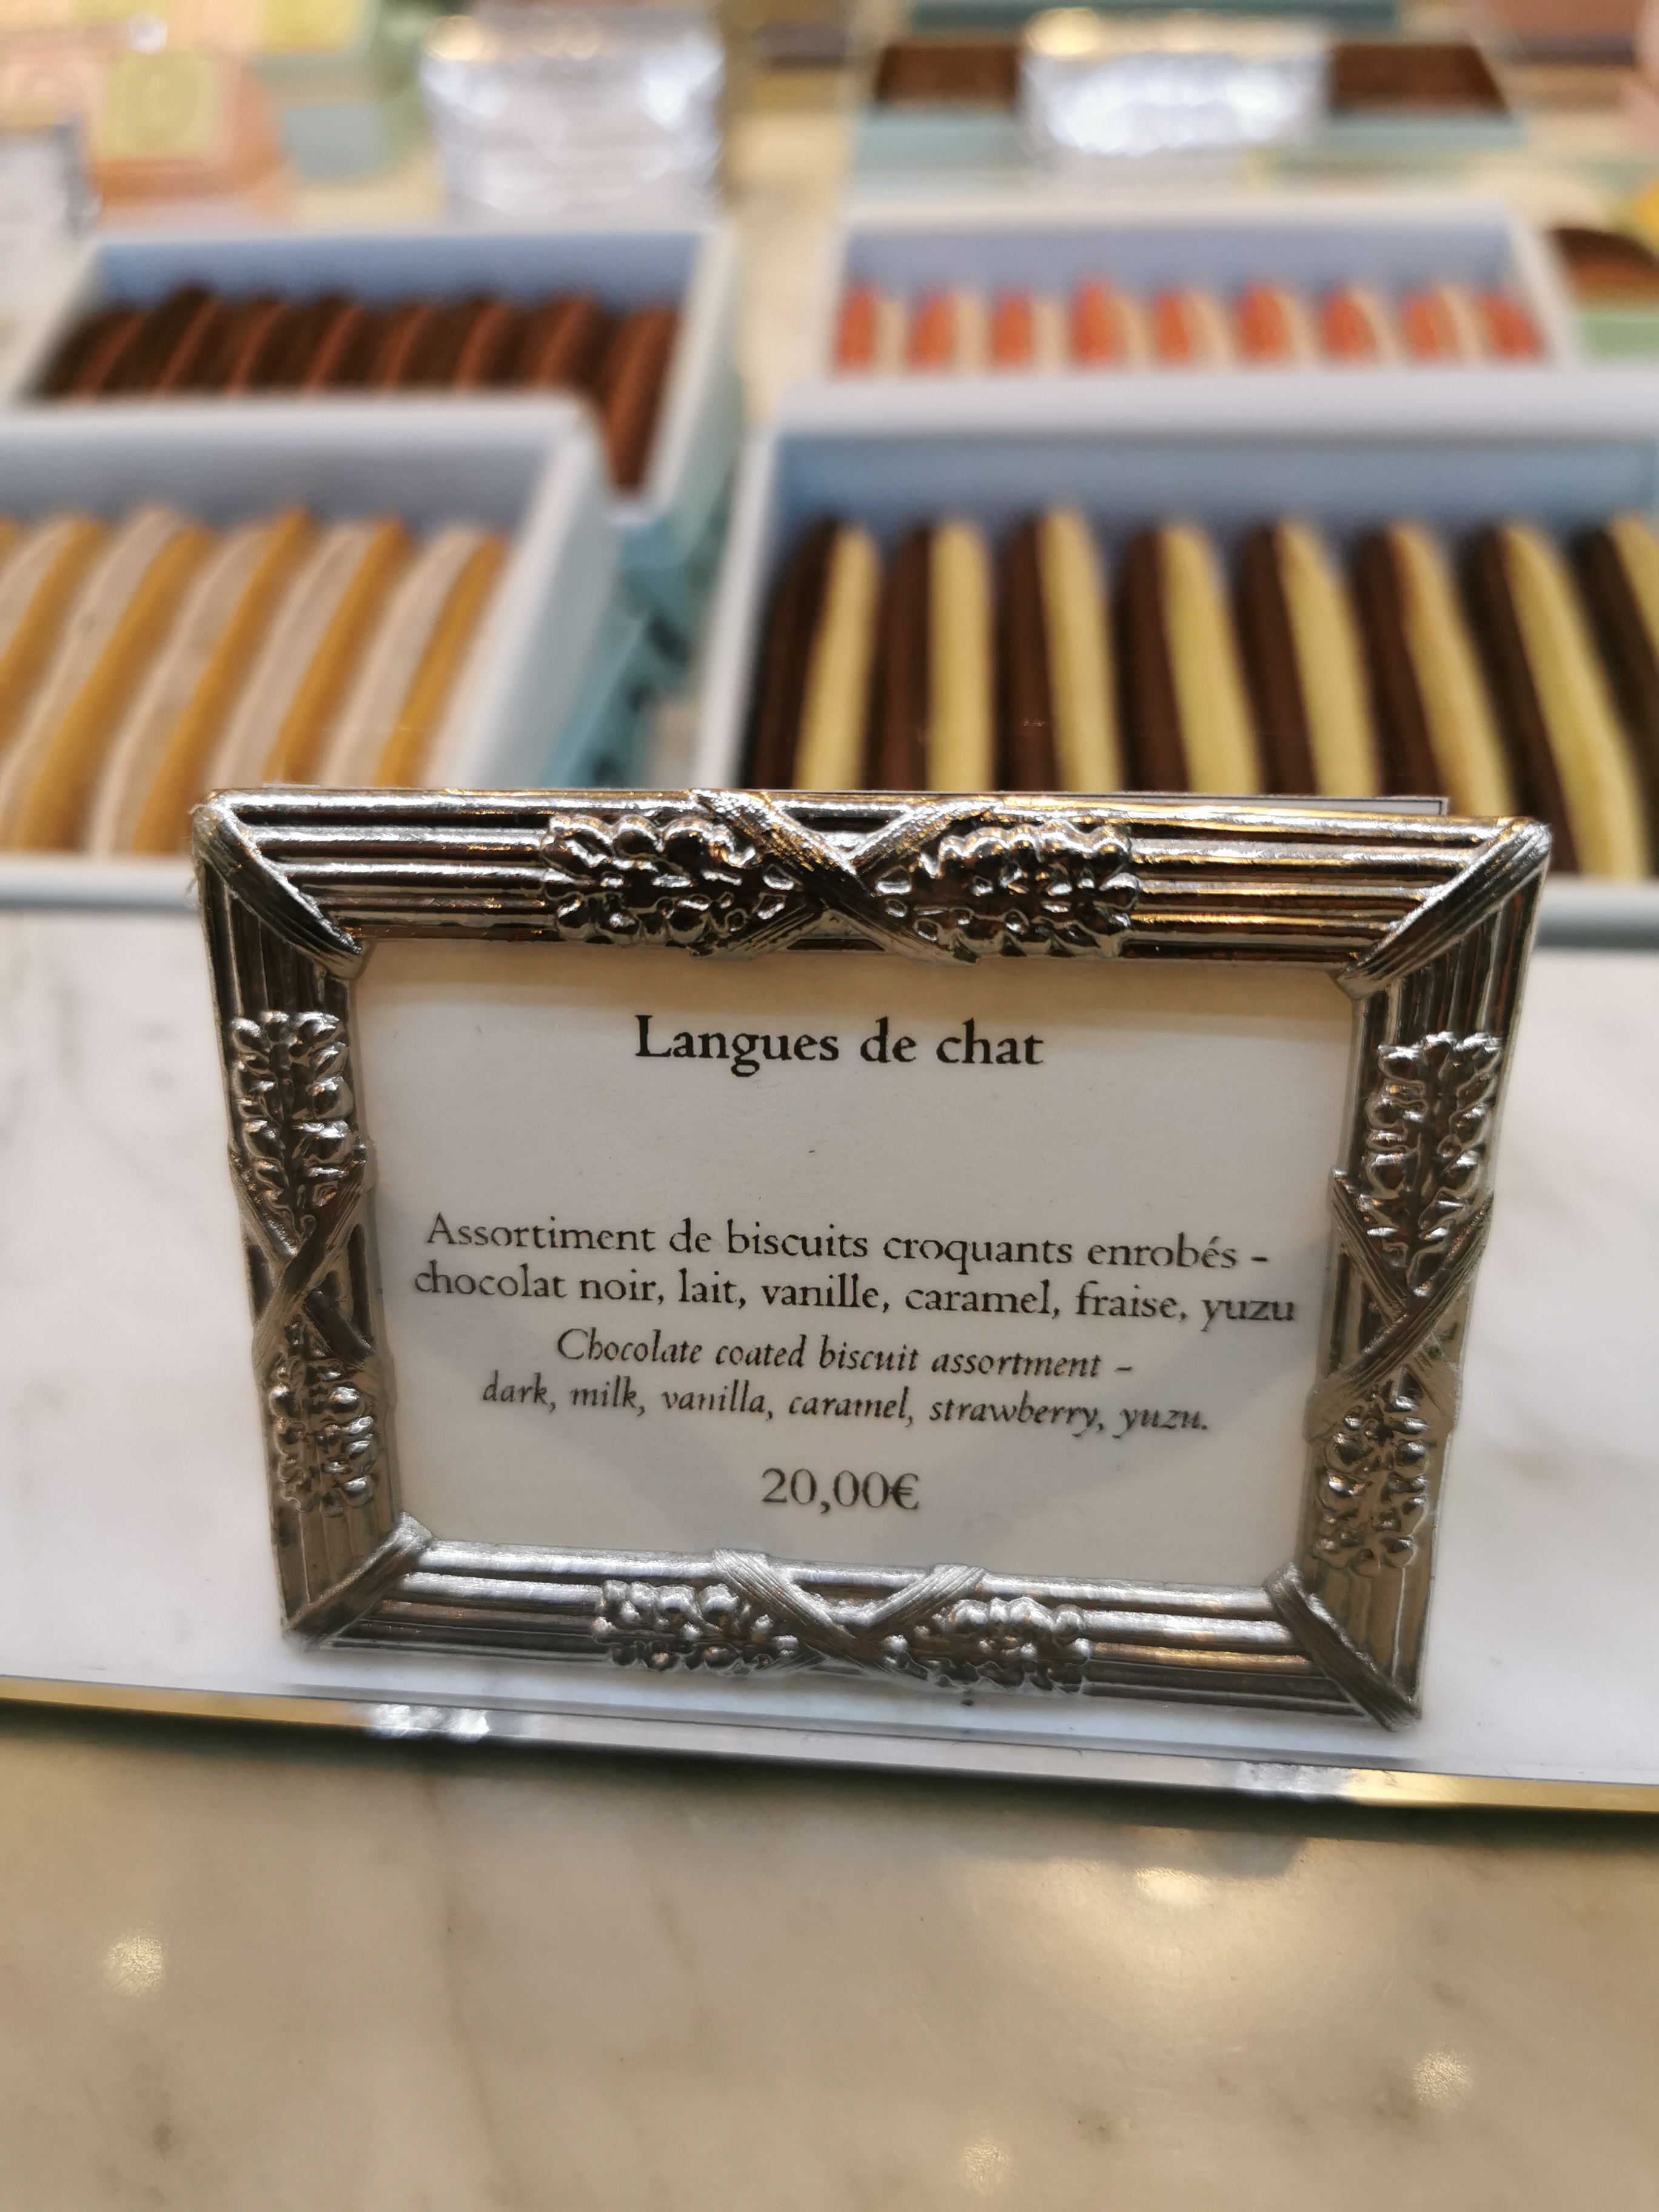 Langues de chat
Assortiment de biscuits croquants enrobés -
chocolat noir, lait, vanille, caramel, fraise, yuzu
Chocolate coated biscuit assortment -
dark, milk, vanilla, caramel, strawberry, yuzu.
20,00€